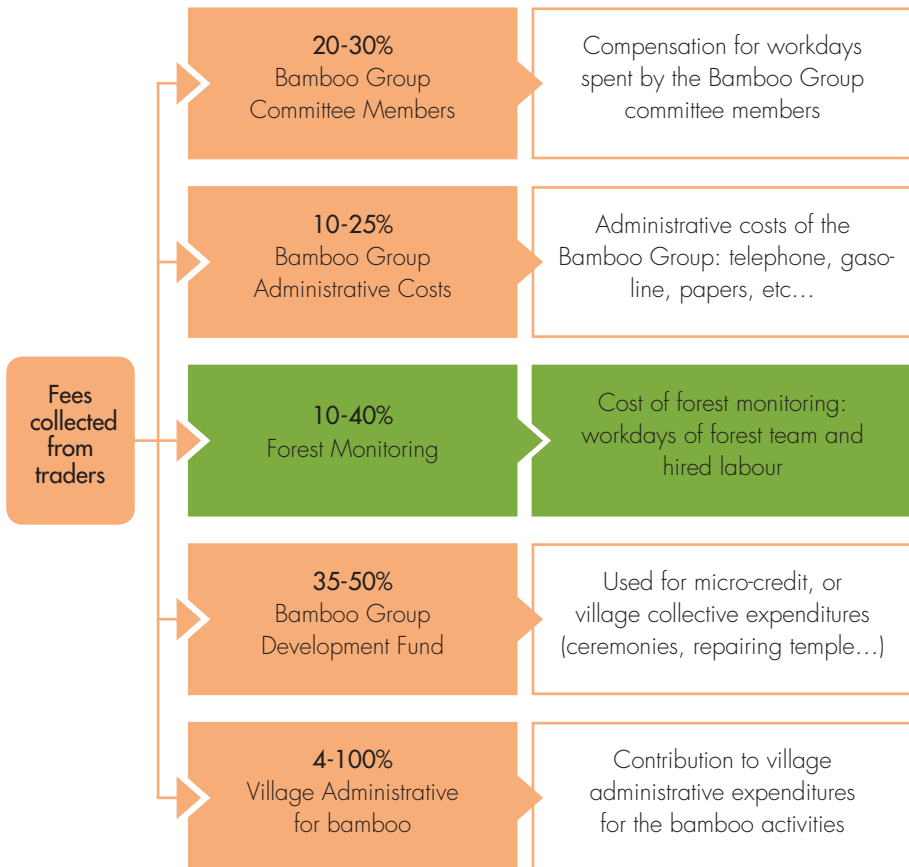 20-30%
Bamboo Group
Committee Members
Compensation for workdays
spent by the Bamboo Group
committee members
10-25%
Bamboo Group
Administrative Costs
Administrative costs of the
Bamboo Group: telephone, gaso-
line, papers, etc…
Fees
collected
from
traders
10-40%
Forest Monitoring
Cost of forest monitoring:
workdays of forest team and
hired labour
35-50%
Bamboo Group
Development Fund
Used for micro-credit, or
village collective expenditures
(ceremonies, repairing temple…)
4-100%
Village Administrative
for bamboo
Contribution to village
administrative expenditures
for the bamboo activities